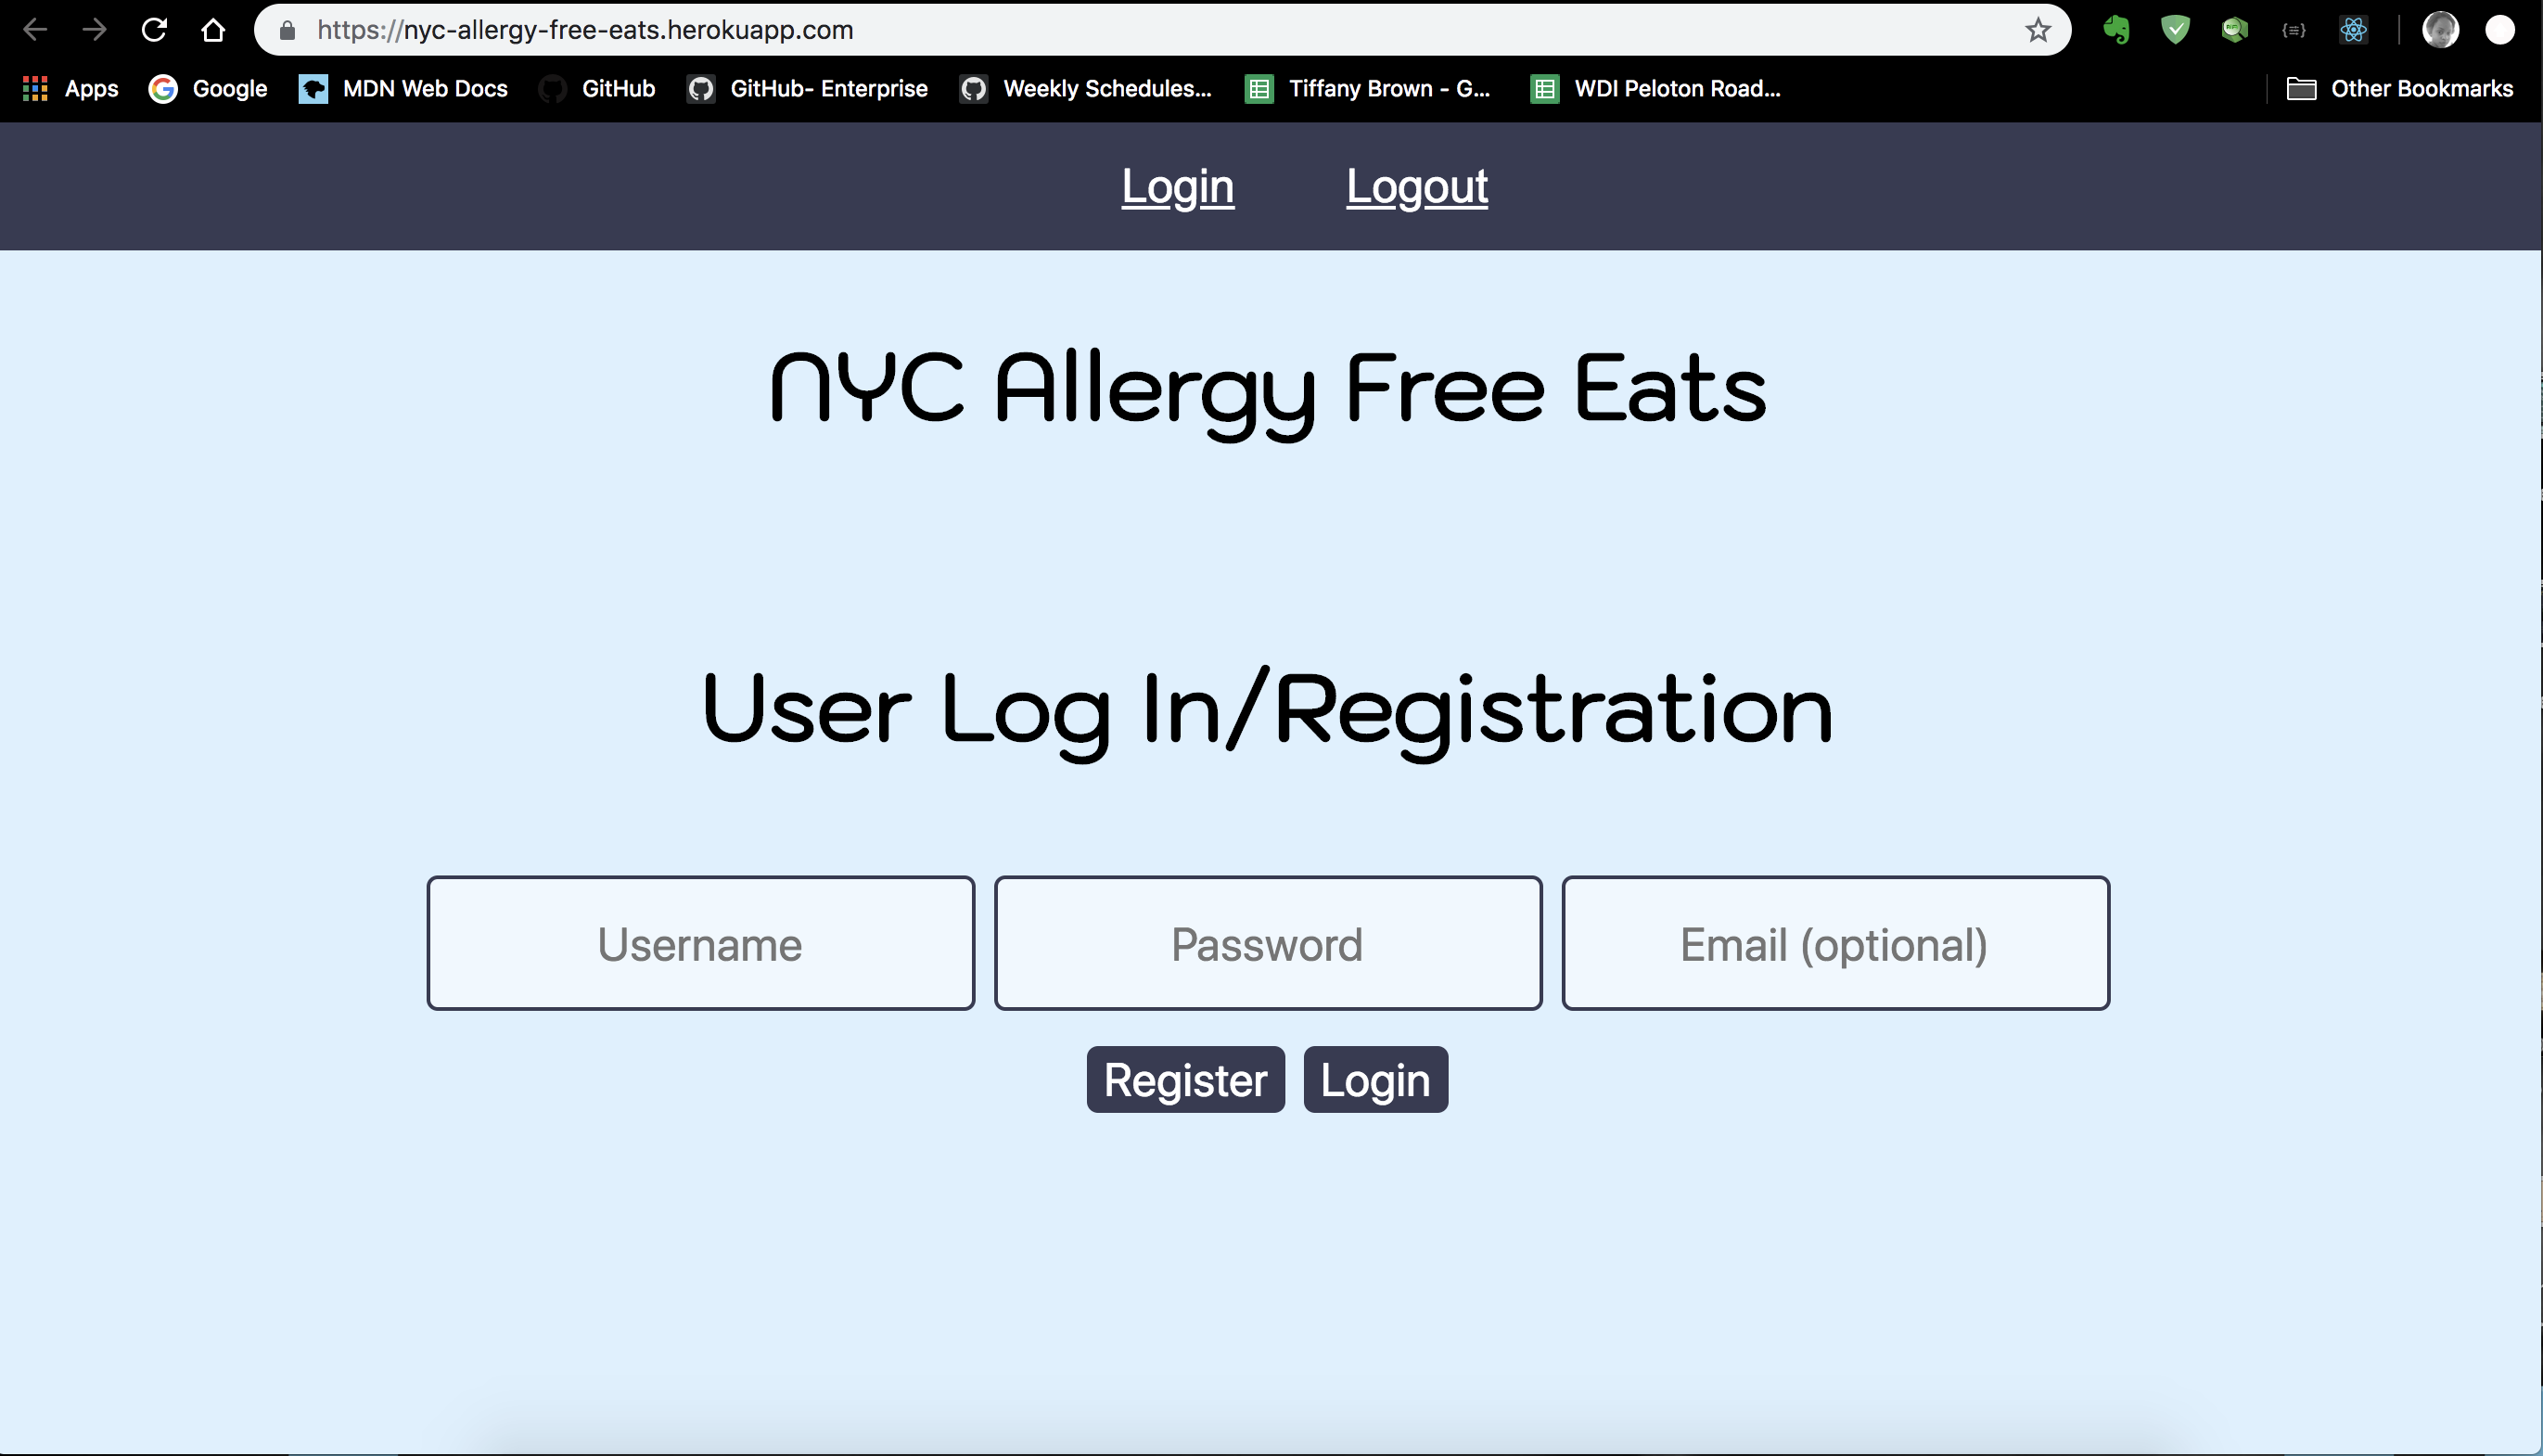 https://nyc-allergy-free-eats.herokuapp.com
Apps Google MDN Web Docs GitHub GitHub- Enterprise Weekly Schedules... Tiffany Brown - G... WDI Peloton Road... Other Bookmarks
Login Logout
NYC Allergy Free Eats
User Log In/Registration
Username Password Email (optional)
Register Login